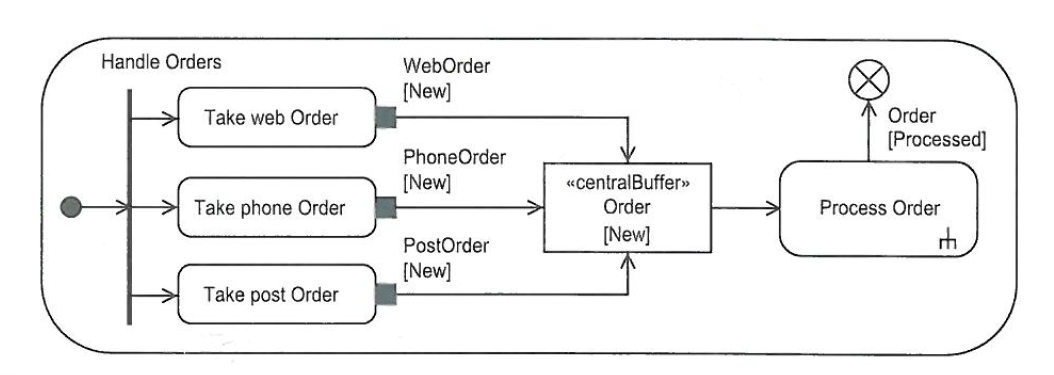 Handle Orders
WebOrder
[New]
Take web Order
PhoneOrder
[New]
Take phone Order
PostOrder
[New]
Take post Order
«centralBuffer»
Order
[New]
Order
[Processed]
Process Order